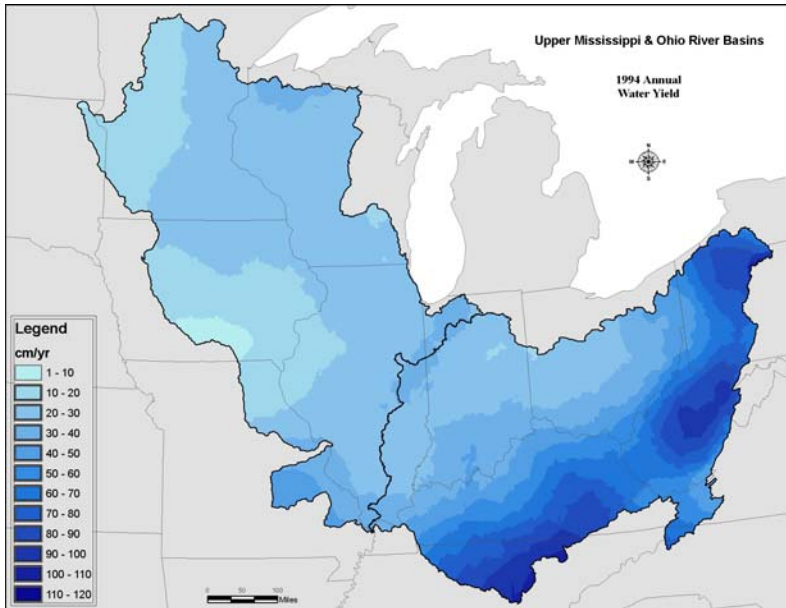 Upper Mississippi & Ohio River Basins
1994 Annual
Water Yield
N
W E
S
Legend
cm/yr
1 - 10
10 - 20
20 - 30
30 - 40
40 - 50
50 - 60
60 - 70
70 - 80
80 - 90
90 - 100
100 - 110
110 - 120
0 50 100
Miles